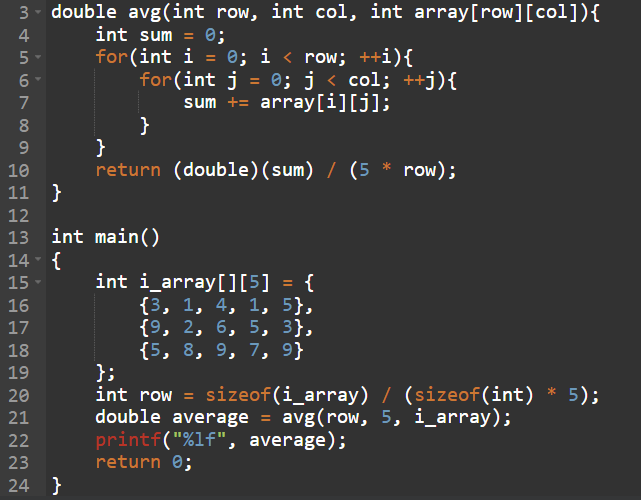 3 double avg(int row, int col, int array[row][col]){
4     int sum = 0;
5     for(int i = 0; i < row; ++i){
6         for(int j = 0; j < col; ++j){
7             sum += array[i][j];
8         }
9     }
10     return (double)(sum) / (5 * row);
11 }
12
13 int main()
14 {
15     int i_array[][5] = {
16         {3, 1, 4, 1, 5},
17         {9, 2, 6, 5, 3},
18         {5, 8, 9, 7, 9}
19     };
20     int row = sizeof(i_array) / (sizeof(int) * 5);
21     double average = avg(row, 5, i_array);
22     printf("%lf", average);
23     return 0;
24 }